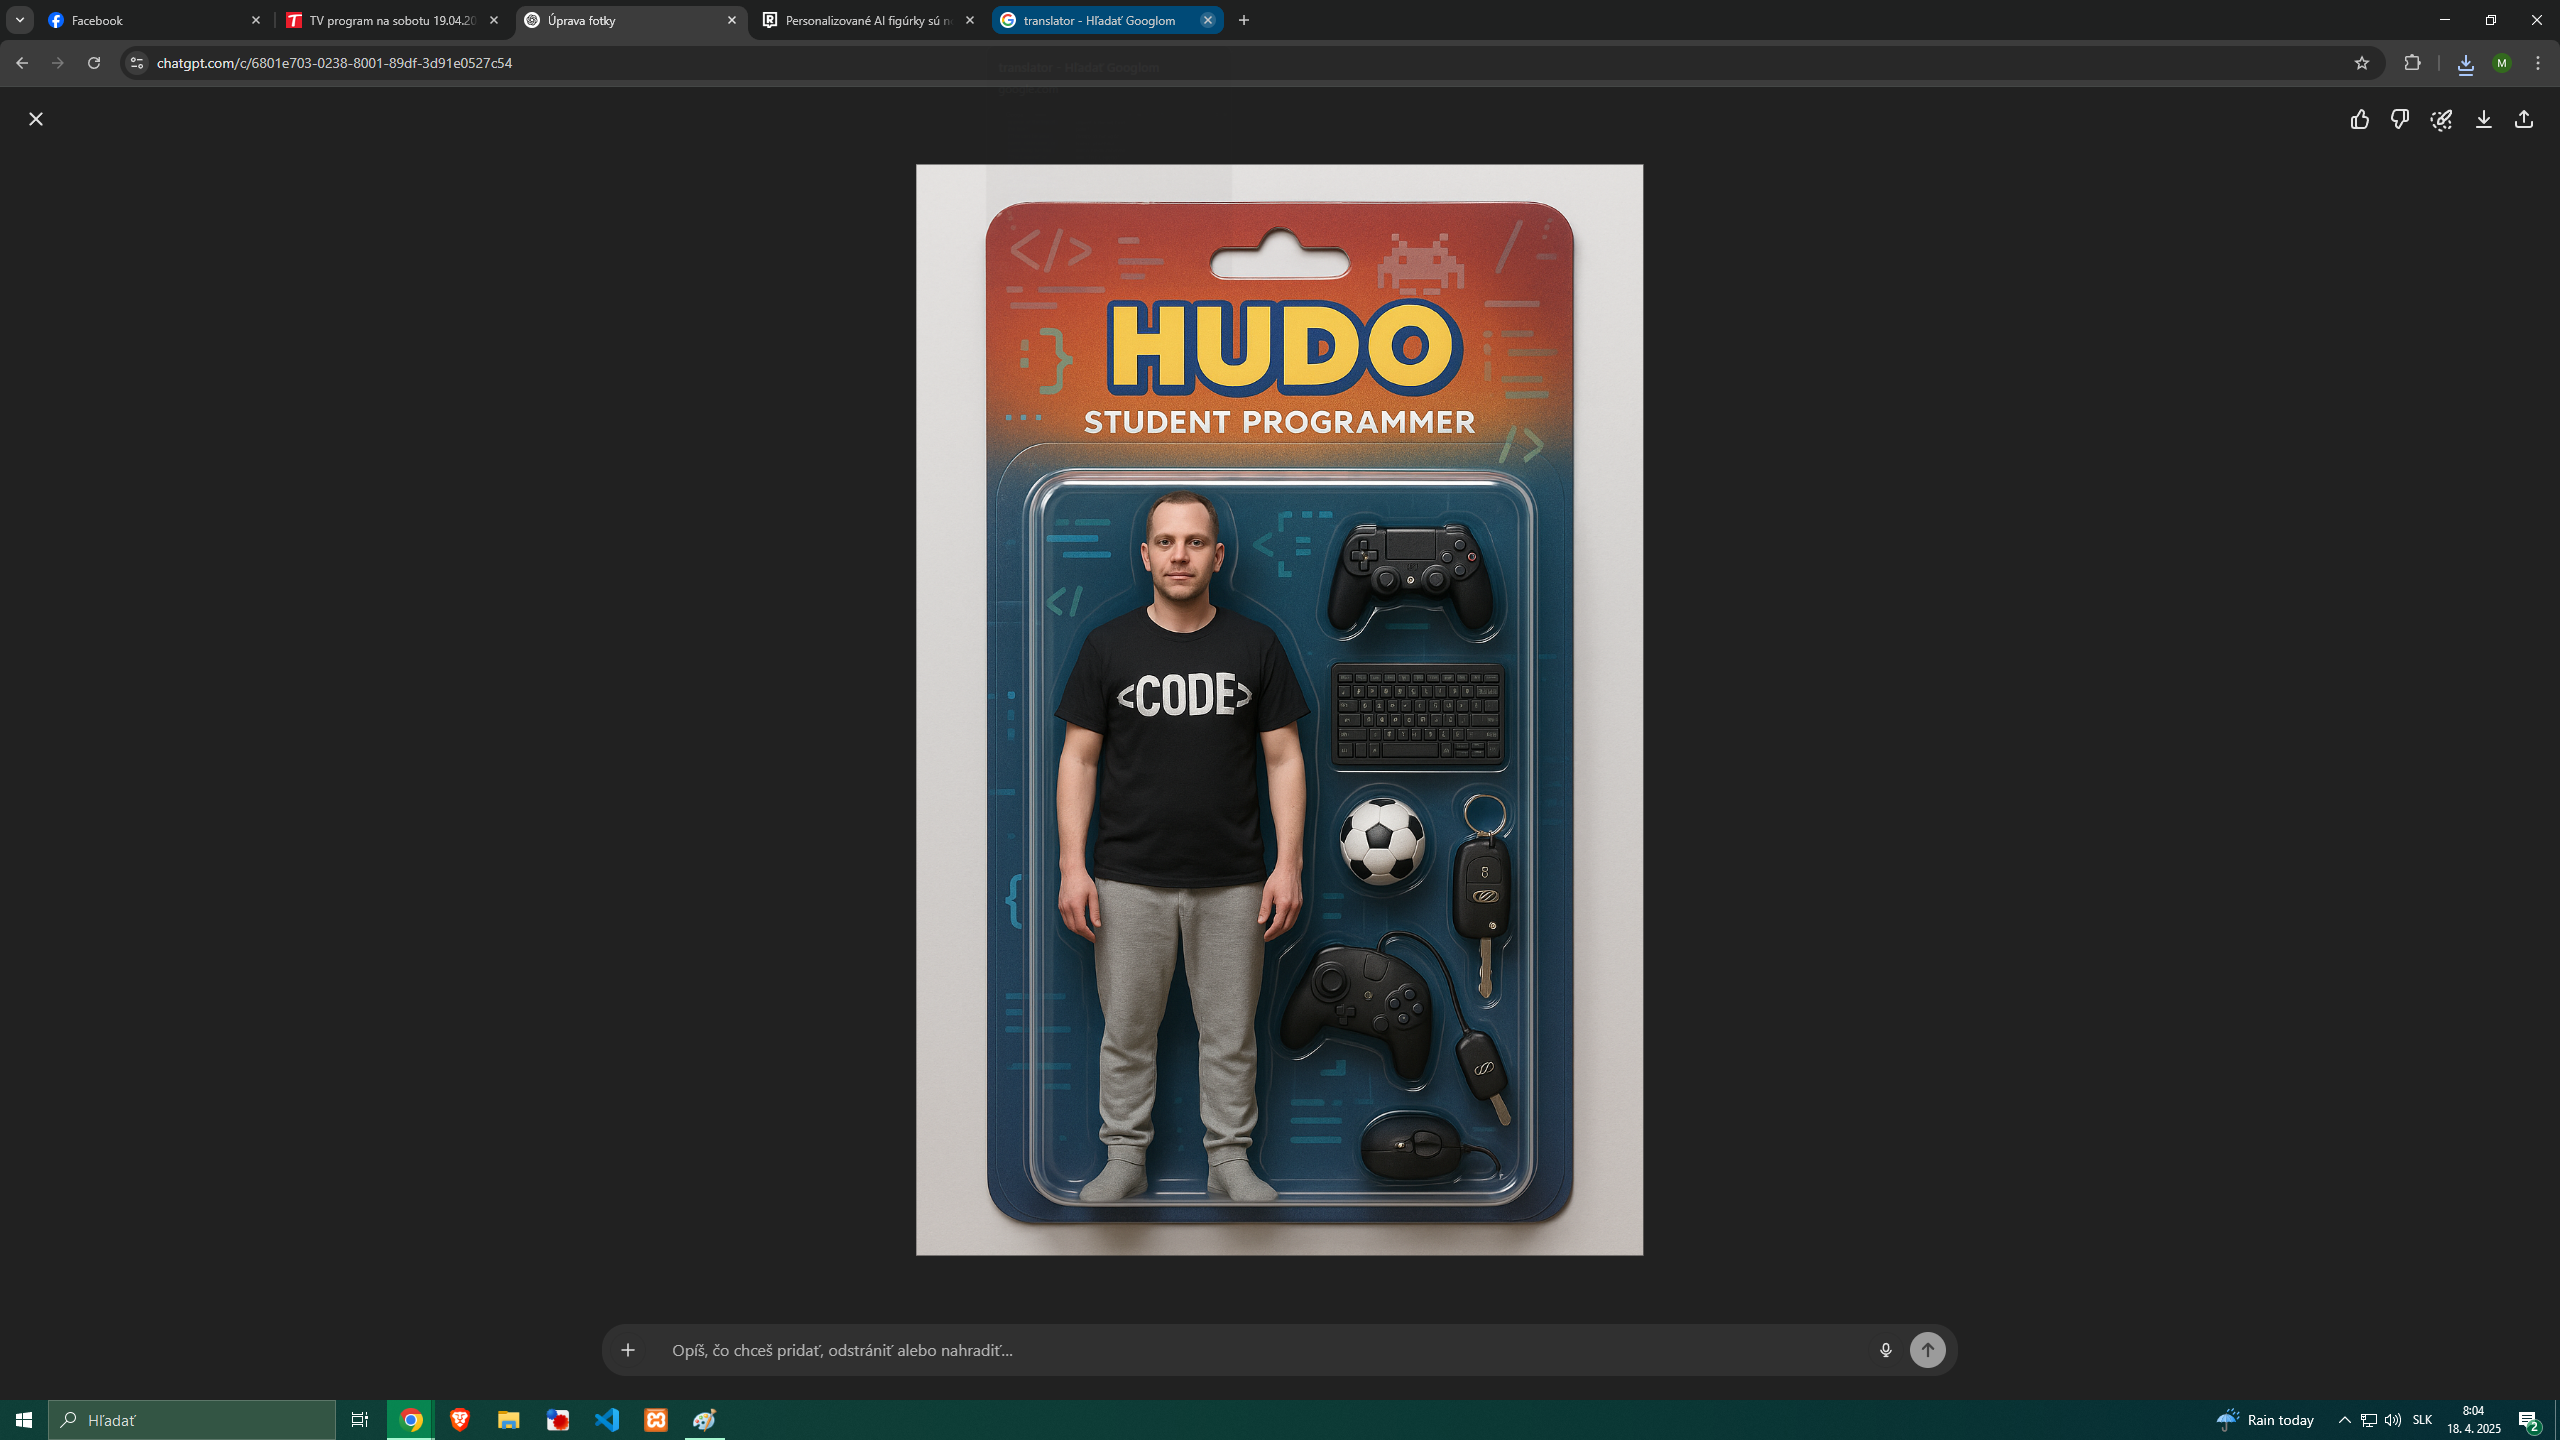 Facebook
TV program na sobotu 19.04.20
Úprava fotky
Personalizované AI figúrky sú n
translator - Hľadať Googlom
chatgpt.com/c/6801e703-0238-8001-89df-3d91e0527c54
M
HUDO
STUDENT PROGRAMMER
<CODE>
Opíš, čo chceš pridať, odstrániť alebo nahradiť...
Hľadať
Rain today
SLK
8:04
18. 4. 2025
2